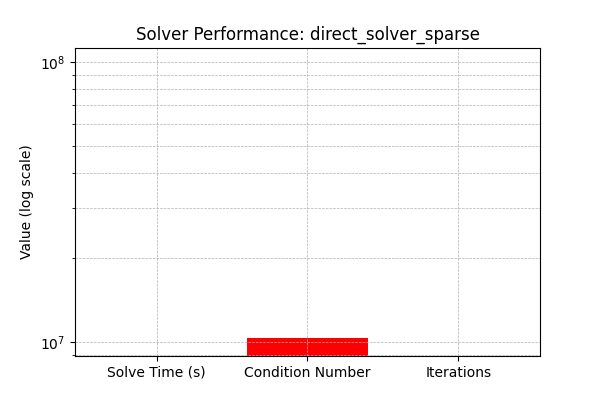 Solver Performance: direct_solver_sparse
Value (log scale)
10⁸
10⁷
Solve Time (s)
Condition Number
Iterations